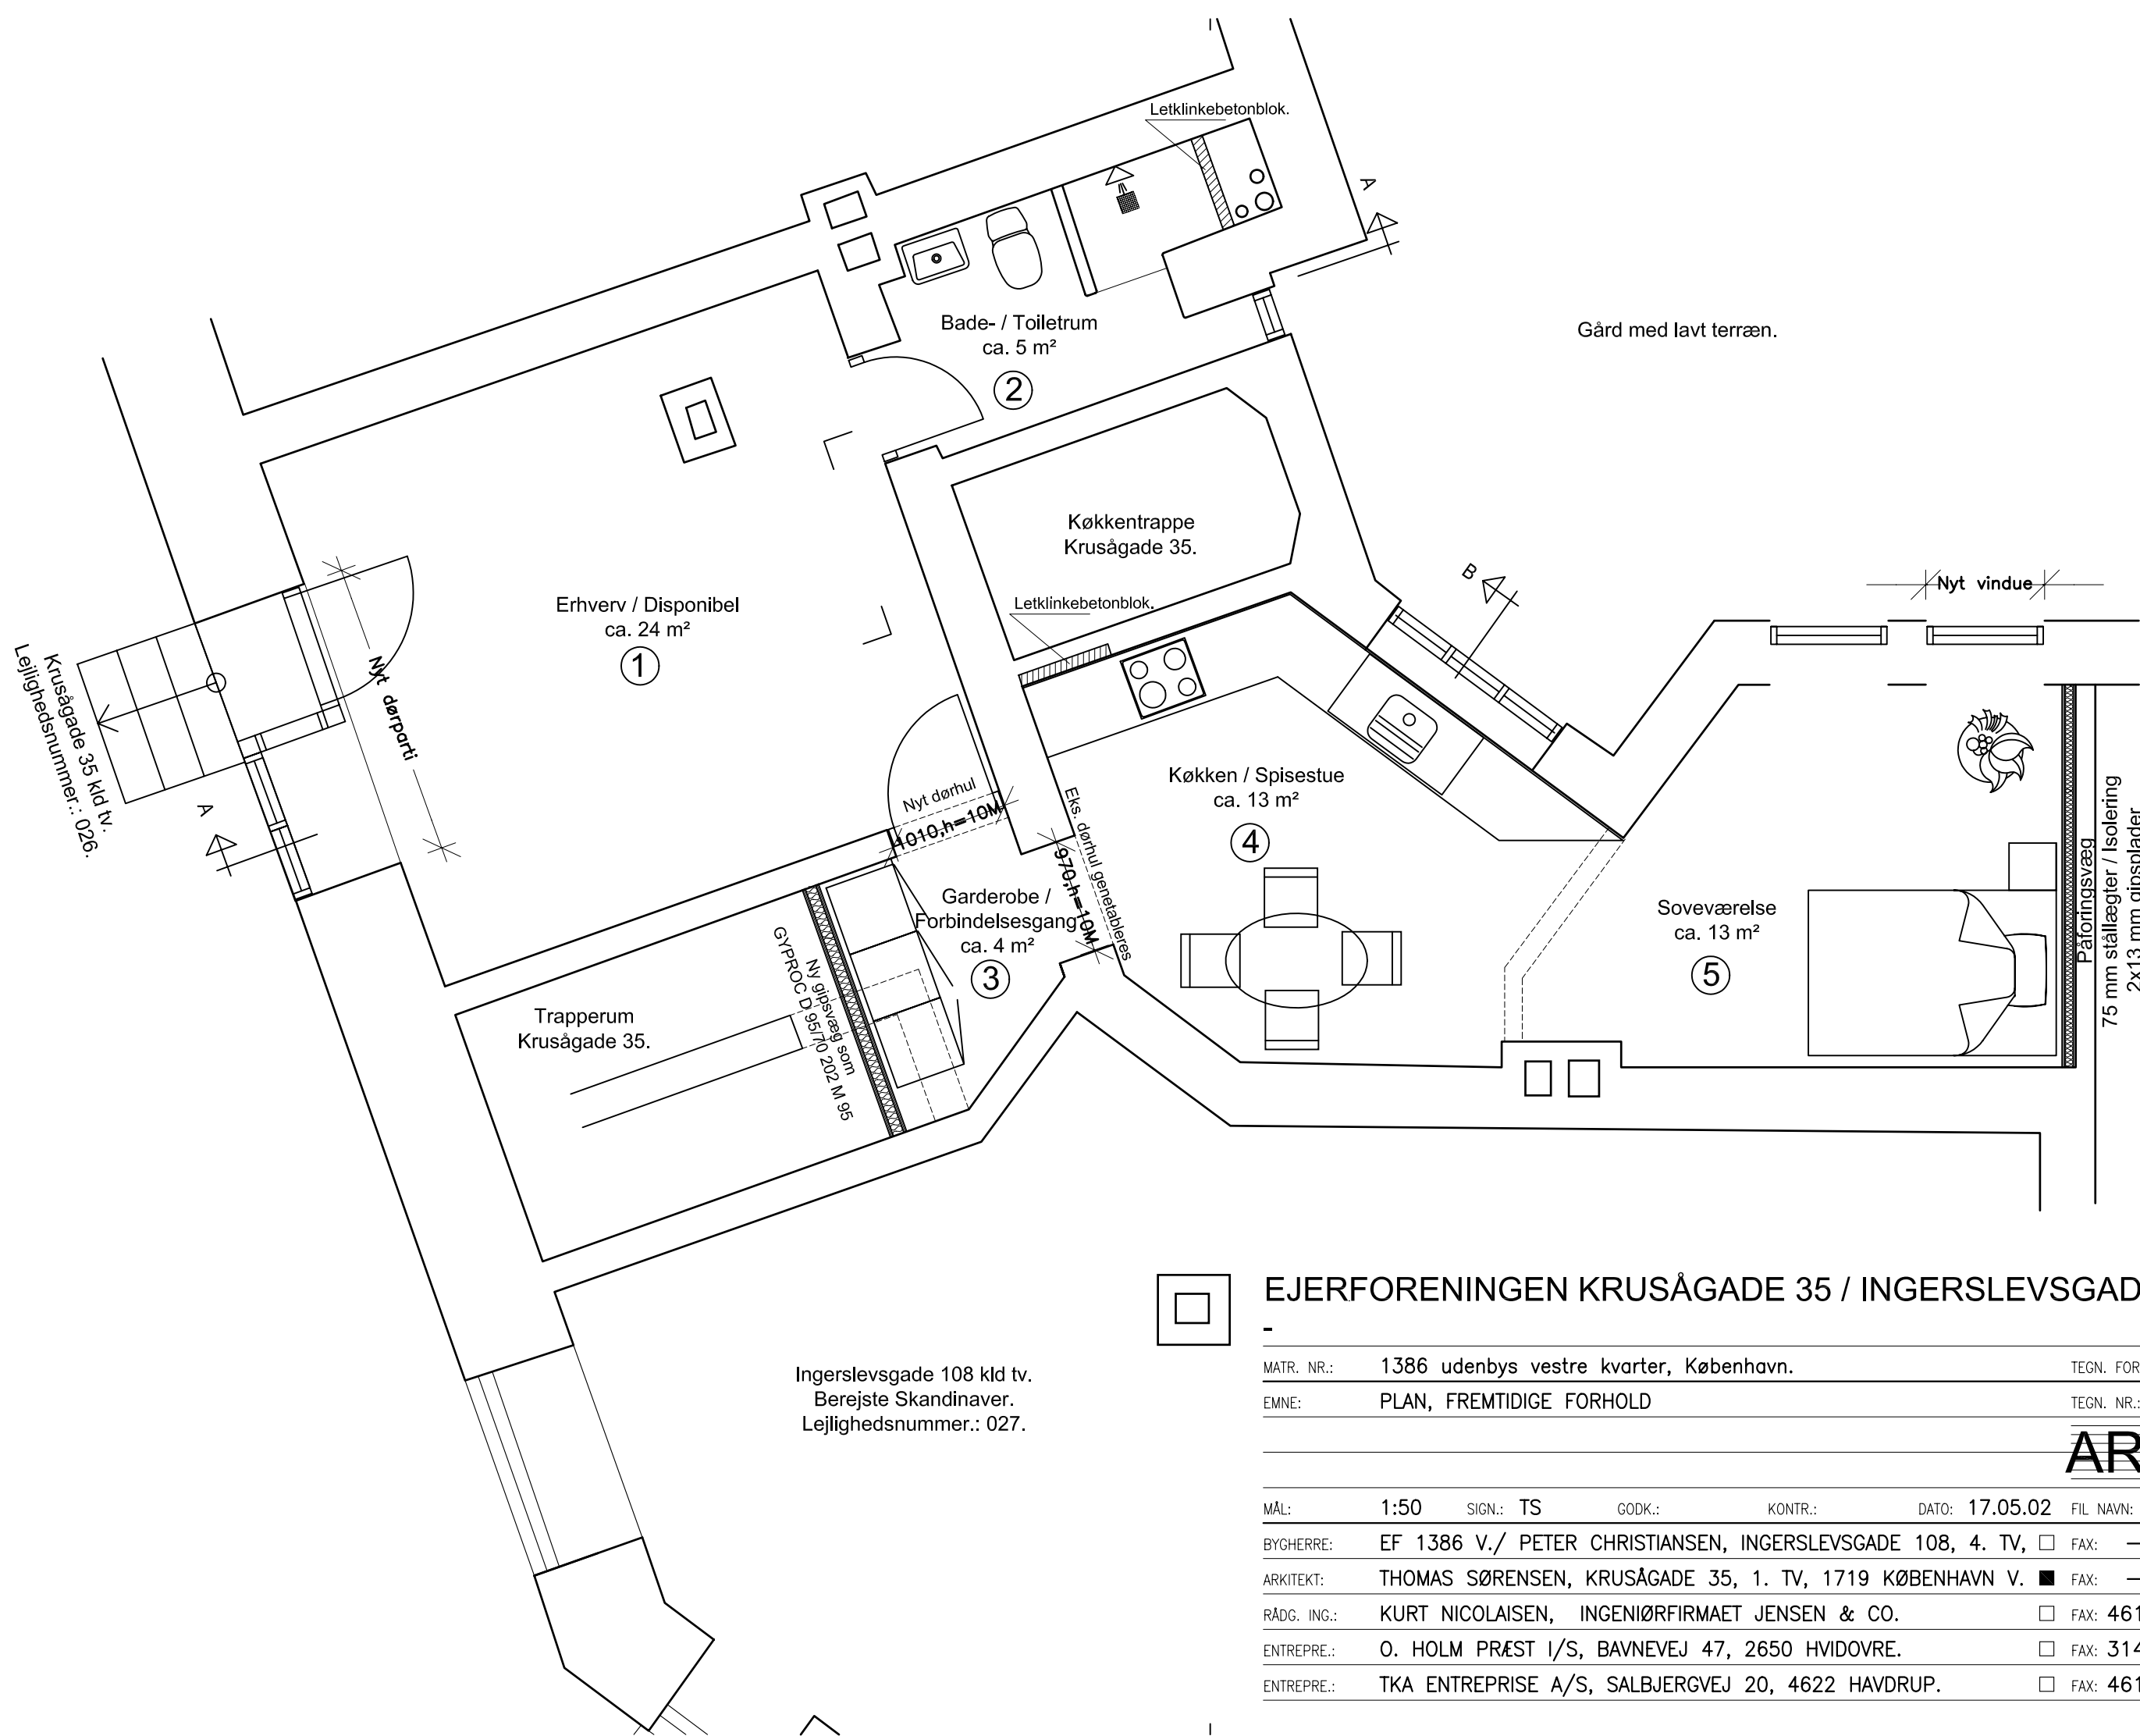 Letklinkebetonblok.
A
Bade- / Toiletrum
ca. 5 m²
2
Gård med lavt terræn.
Køkkentrappe
Krusågade 35.
B
Nyt vindue
Letklinkebetonblok.
Erhverv / Disponibel
ca. 24 m²
1
Nyt dørparti
Krusågade 35 kld tv.
Lejlighedsnummer.: 026.
A
Nyt dørhul
1010,h=10M
Eks. dørhul genetableres
970,h=10M
Køkken / Spisestue
ca. 13 m²
4
Garderobe /
Forbindelsesgang
ca. 4 m²
3
Soveværelse
ca. 13 m²
5
Påforingsvæg
75 mm stållægter / Isolering
2x13 mm gipsplader
Ny gipsvæg som
GYPROC D 95/70 202 M 95
Trapperum
Krusågade 35.
Ingerslevsgade 108 kld tv.
Berejste Skandinaver.
Lejlighedsnummer.: 027.
EJERFORENINGEN KRUSÅGADE 35 / INGERSLEVSGAD
-
MATR. NR.: 1386 udenbys vestre kvarter, København. TEGN. FOR
EMNE: PLAN, FREMTIDIGE FORHOLD TEGN. NR.:
AR
MÅL: 1:50 SIGN.: TS GODK.: KONTR.: DATO: 17.05.02 FIL NAVN:
BYGHERRE: EF 1386 V./ PETER CHRISTIANSEN, INGERSLEVSGADE 108, 4. TV, FAX: –
ARKITEKT: THOMAS SØRENSEN, KRUSÅGADE 35, 1. TV, 1719 KØBENHAVN V. FAX: –
RÅDG. ING.: KURT NICOLAISEN, INGENIØRFIRMAET JENSEN & CO. FAX: 461
ENTREPRE.: O. HOLM PRÆST I/S, BAVNEVEJ 47, 2650 HVIDOVRE. FAX: 314
ENTREPRE.: TKA ENTREPRISE A/S, SALBJERGVEJ 20, 4622 HAVDRUP. FAX: 461